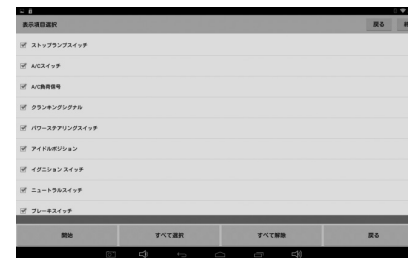 表示項目選択
戻る
ストップランプスイッチ
A/Cスイッチ
A/C負荷信号
クランキングシグナル
パワーステアリングスイッチ
アイドルポジション
イグニション スイッチ
ニュートラルスイッチ
ブレーキスイッチ
開始 すべて選択 すべて解除 戻る